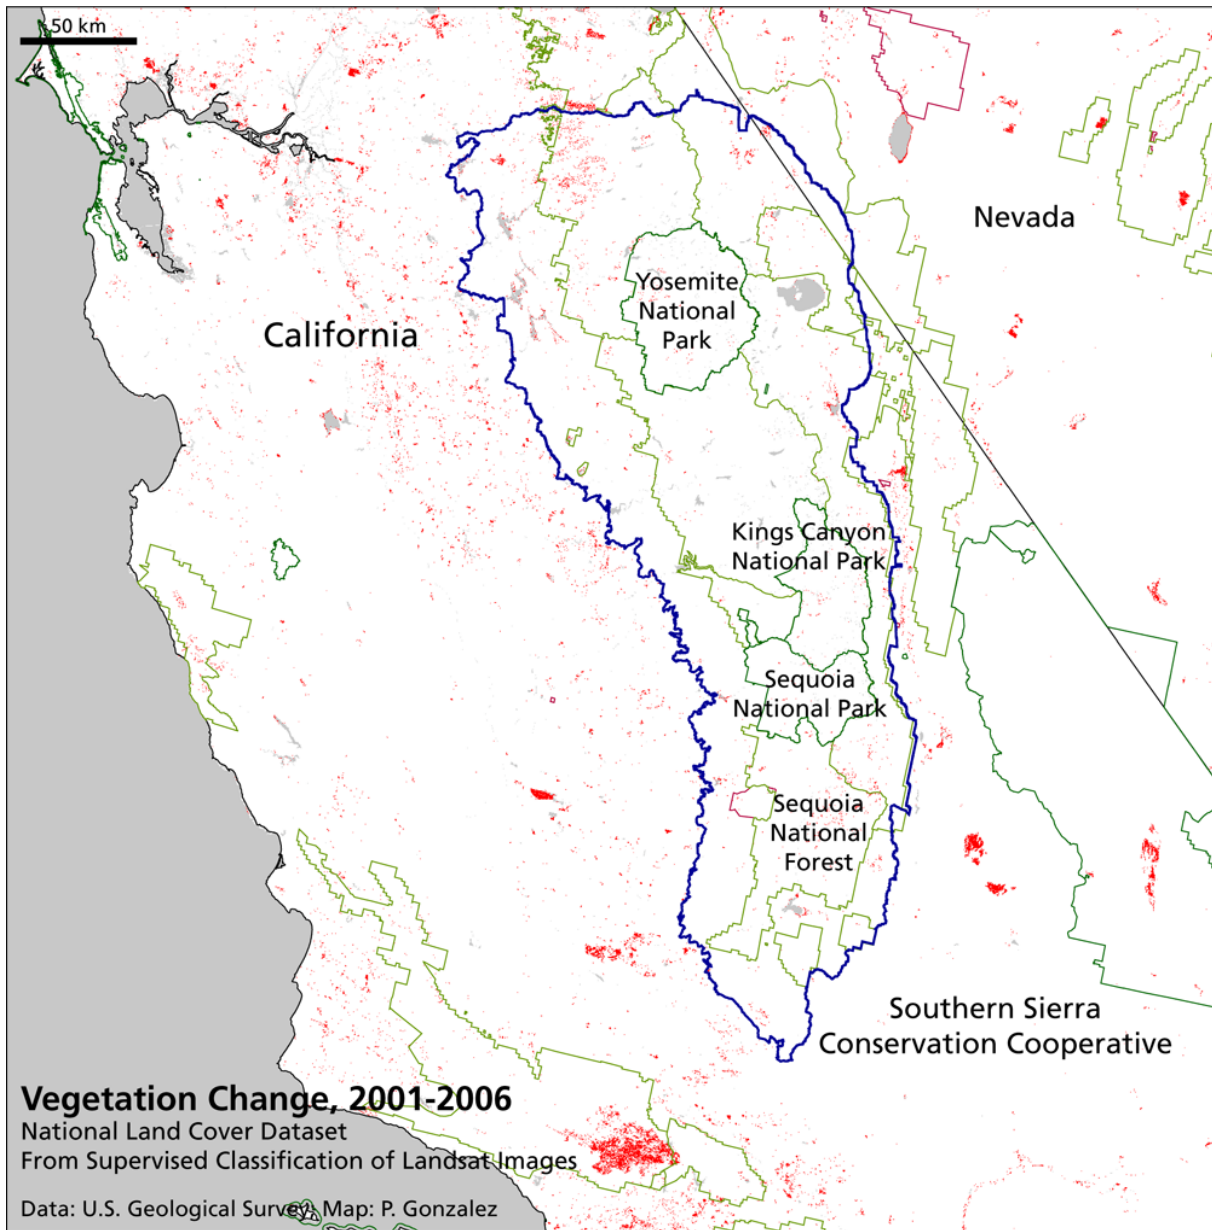 50 km
Nevada
Yosemite
National
Park
California
Kings Canyon
National Park
Sequoia
National Park
Sequoia
National
Forest
Southern Sierra
Conservation Cooperative
Vegetation Change, 2001-2006
National Land Cover Dataset
From Supervised Classification of Landsat Images
Data: U.S. Geological Survey, Map: P. Gonzalez